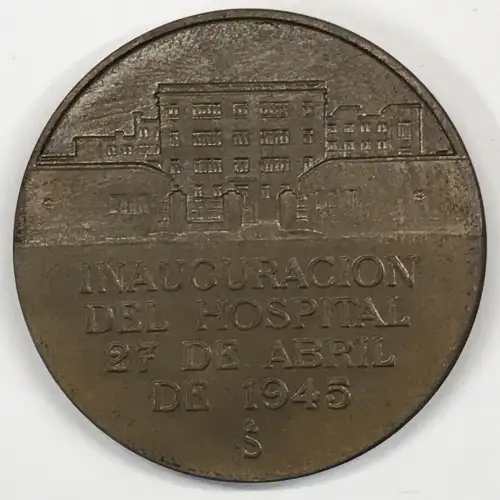 INAUGURACION
DEL HOSPITAL
27 DE ABRIL
DE 1945